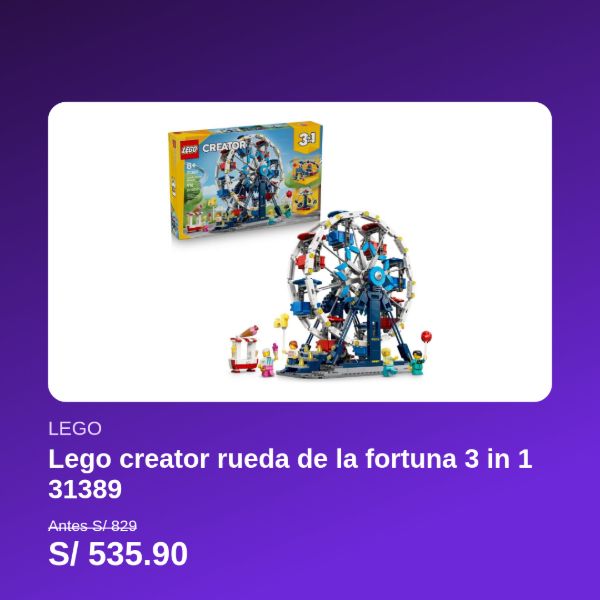 LEGO
CREATOR
3in1
8+
LEGO
Lego creator rueda de la fortuna 3 in 1
31389
Antes S/ 829
S/ 535.90